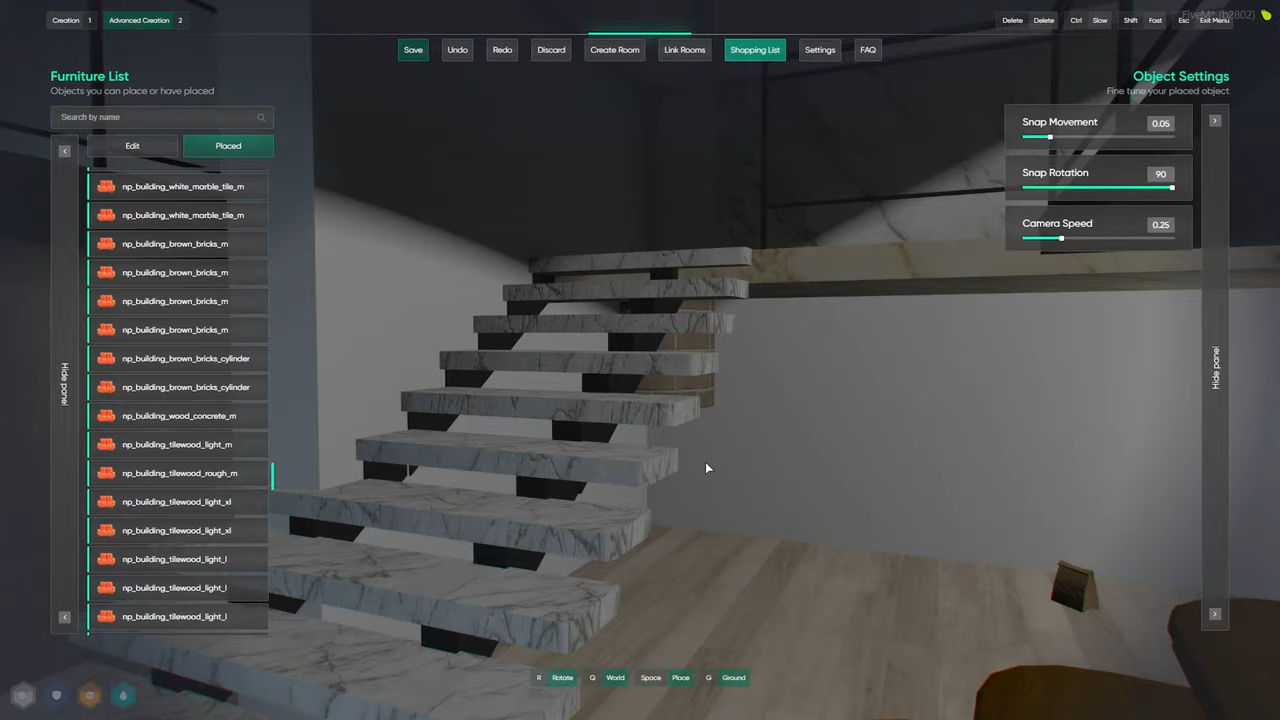 Creation 1 Advanced Creation 2
Delete Delete Ctrl Slow Shift Fast Esc Exit Menu
FiveM* (b2802)
Save Undo Redo Discard Create Room Link Rooms Shopping List Settings FAQ
Furniture List
Objects you can place or have placed
Search by name
Edit Placed
Hide panel
np_building_white_marble_tile_m
np_building_white_marble_tile_m
np_building_brown_bricks_m
np_building_brown_bricks_m
np_building_brown_bricks_m
np_building_brown_bricks_m
np_building_brown_bricks_cylinder
np_building_brown_bricks_cylinder
np_building_wood_concrete_m
np_building_tilewood_light_m
np_building_tilewood_rough_m
np_building_tilewood_light_xl
np_building_tilewood_light_xl
np_building_tilewood_light_l
np_building_tilewood_light_l
np_building_tilewood_light_l
Object Settings
Fine tune your placed object
Snap Movement 0.05
Snap Rotation 90
Camera Speed 0.25
Hide panel
R Rotate Q World Space Place G Ground